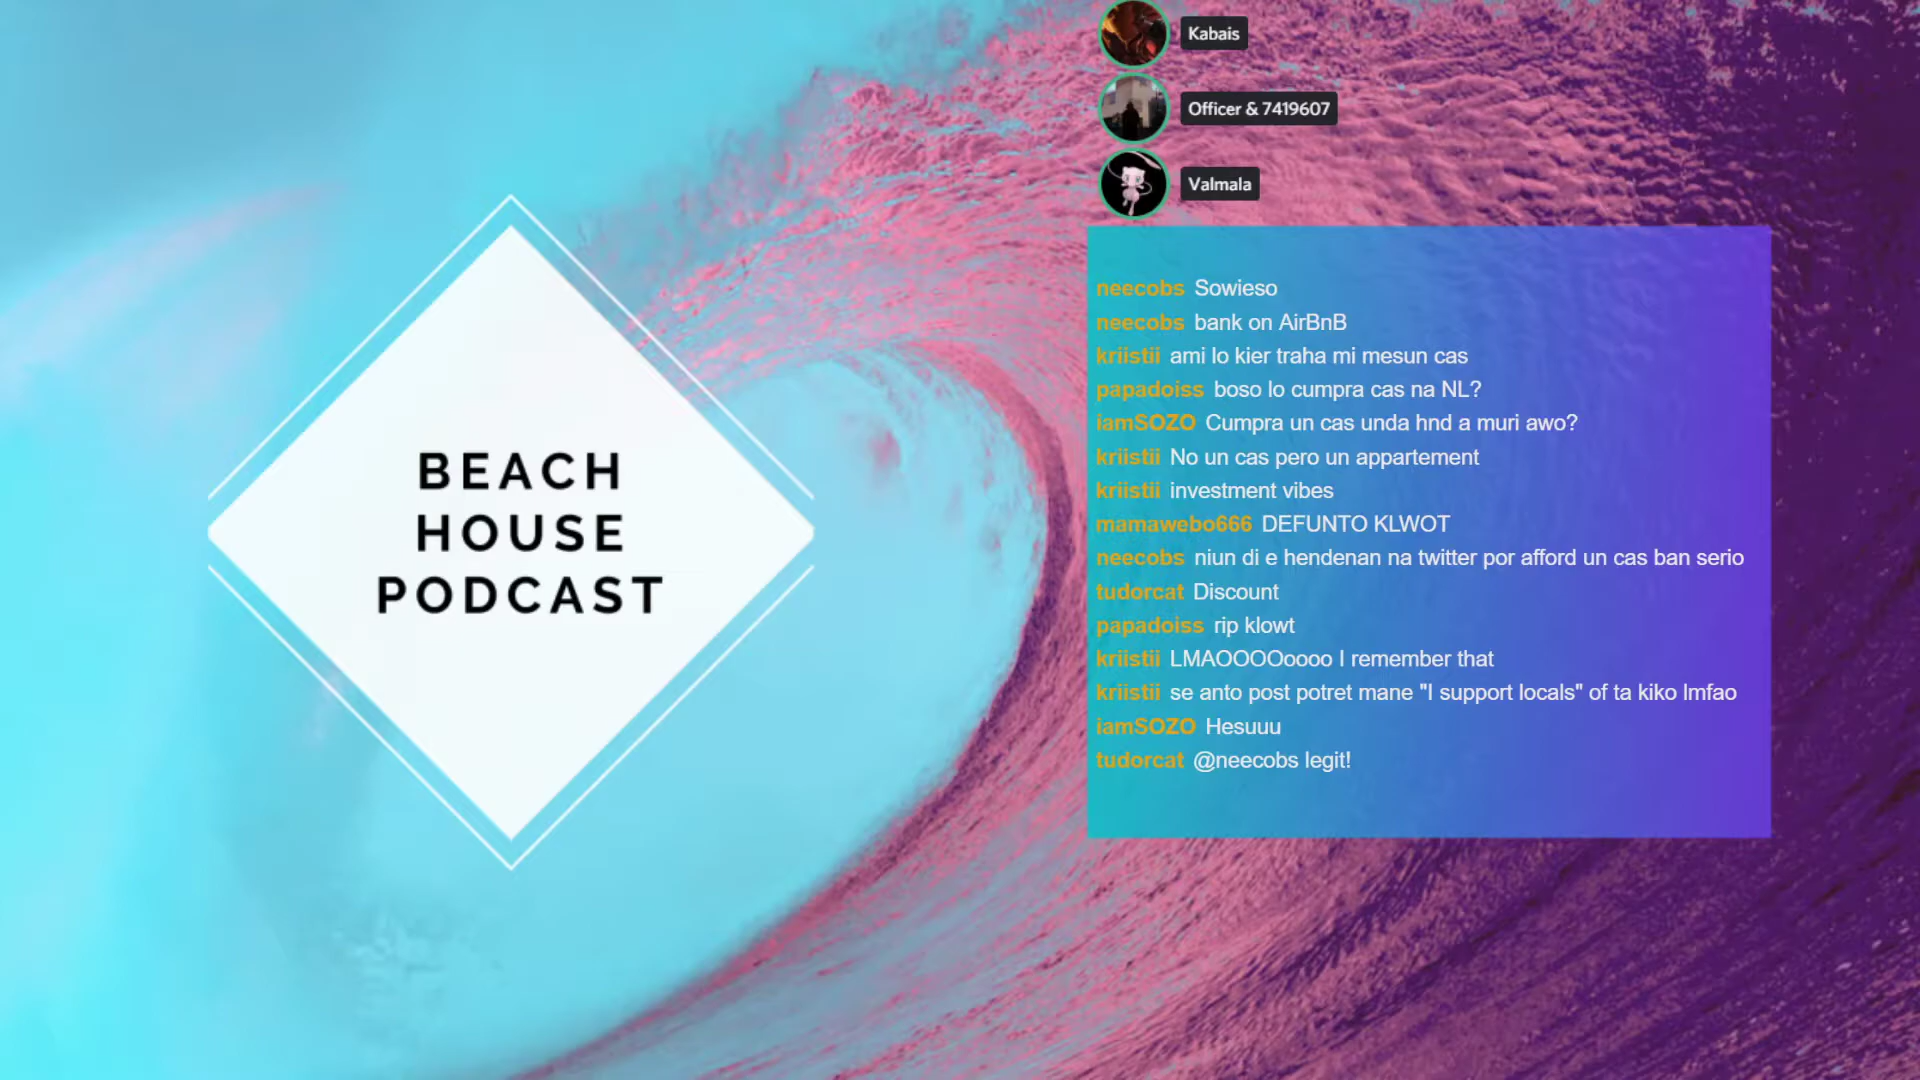 Kabais
Officer & 7419607
Valmala
BEACH
HOUSE
PODCAST
neecobs Sowieso
neecobs bank on AirBnB
kriistii ami lo kier traha mi mesun cas
papadoiss boso lo cumpra cas na NL?
iamSOZO Cumpra un cas unda hnd a muri awo?
kriistii No un cas pero un appartement
kriistii investment vibes
mamawebo666 DEFUNTO KLWOT
neecobs niun di e hendenan na twitter por afford un cas ban serio
tudorcat Discount
papadoiss rip klowt
kriistii LMAOOOOoooo I remember that
kriistii se anto post potret mane "I support locals" of ta kiko lmfao
iamSOZO Hesuuu
tudorcat @neecobs legit!